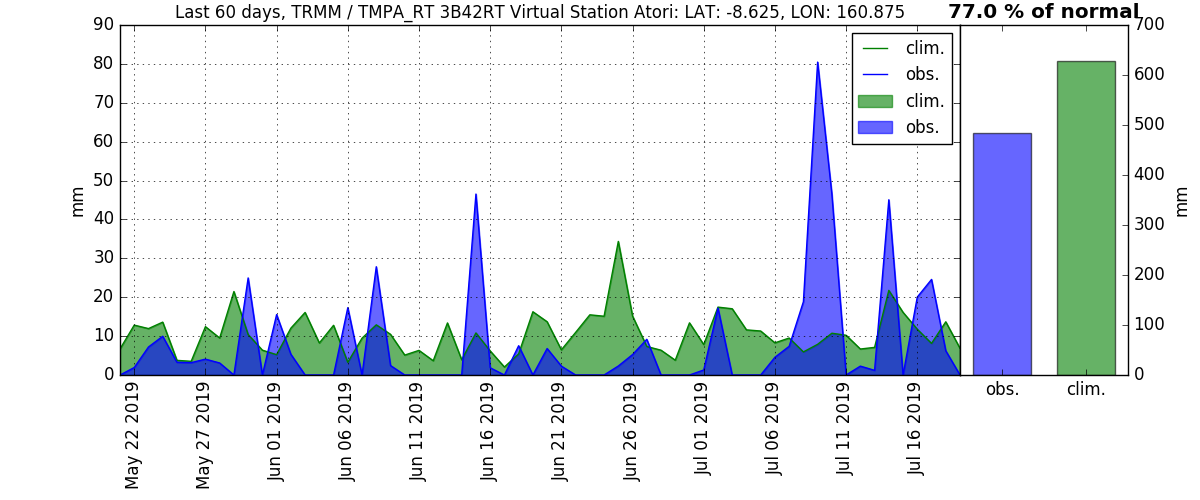 Last 60 days, TRMM / TMPA_RT 3B42RT Virtual Station Atori: LAT: -8.625, LON: 160.875
77.0 % of normal
90
80
70
60
50
40
30
20
10
0
mm
clim.
obs.
clim.
obs.
May 22 2019
May 27 2019
Jun 01 2019
Jun 06 2019
Jun 11 2019
Jun 16 2019
Jun 21 2019
Jun 26 2019
Jul 01 2019
Jul 06 2019
Jul 11 2019
Jul 16 2019
700
600
500
400
300
200
100
0
mm
obs.
clim.